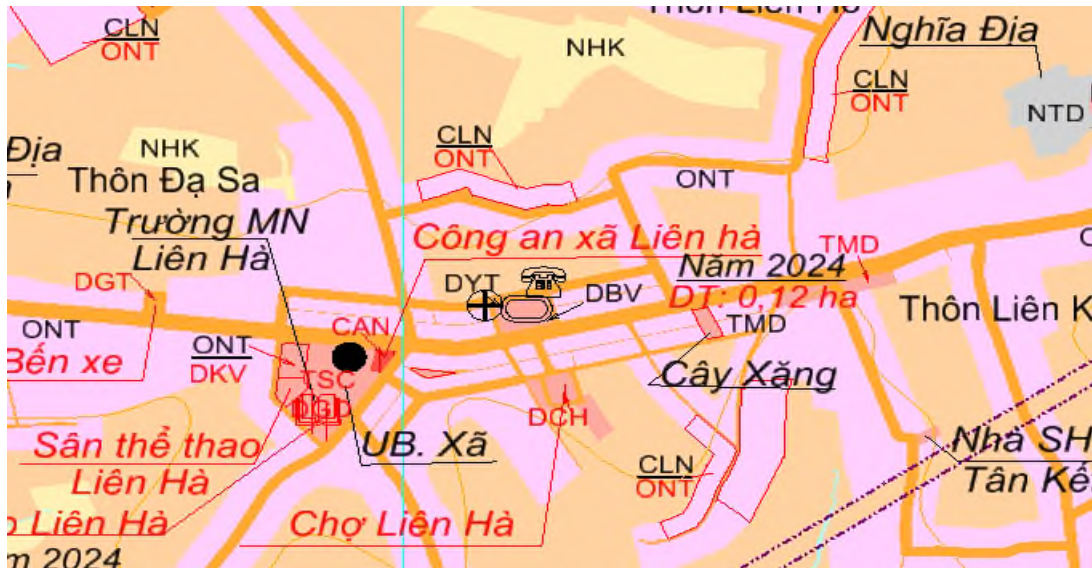 Thôn Liên Hà
CLN
ONT
NHK
Nghĩa Địa
CLN
ONT
NTD
Địa
NHK
CLN
ONT
Thôn Đạ Sa
ONT
Trường MN
Liên Hà
Công an xã Liên hà
TMD
DGT
DYT
DBV
Năm 2024
DT: 0,12 ha
Thôn Liên K
ONT
ONT
DKV
CAN
TMD
Bến xe
TSC
Cây Xăng
DGD
DCH
Sân thể thao
Liên Hà
UB. Xã
CLN
ONT
Nhà SH
Tân Kế
Liên Hà
Chợ Liên Hà
m 2024